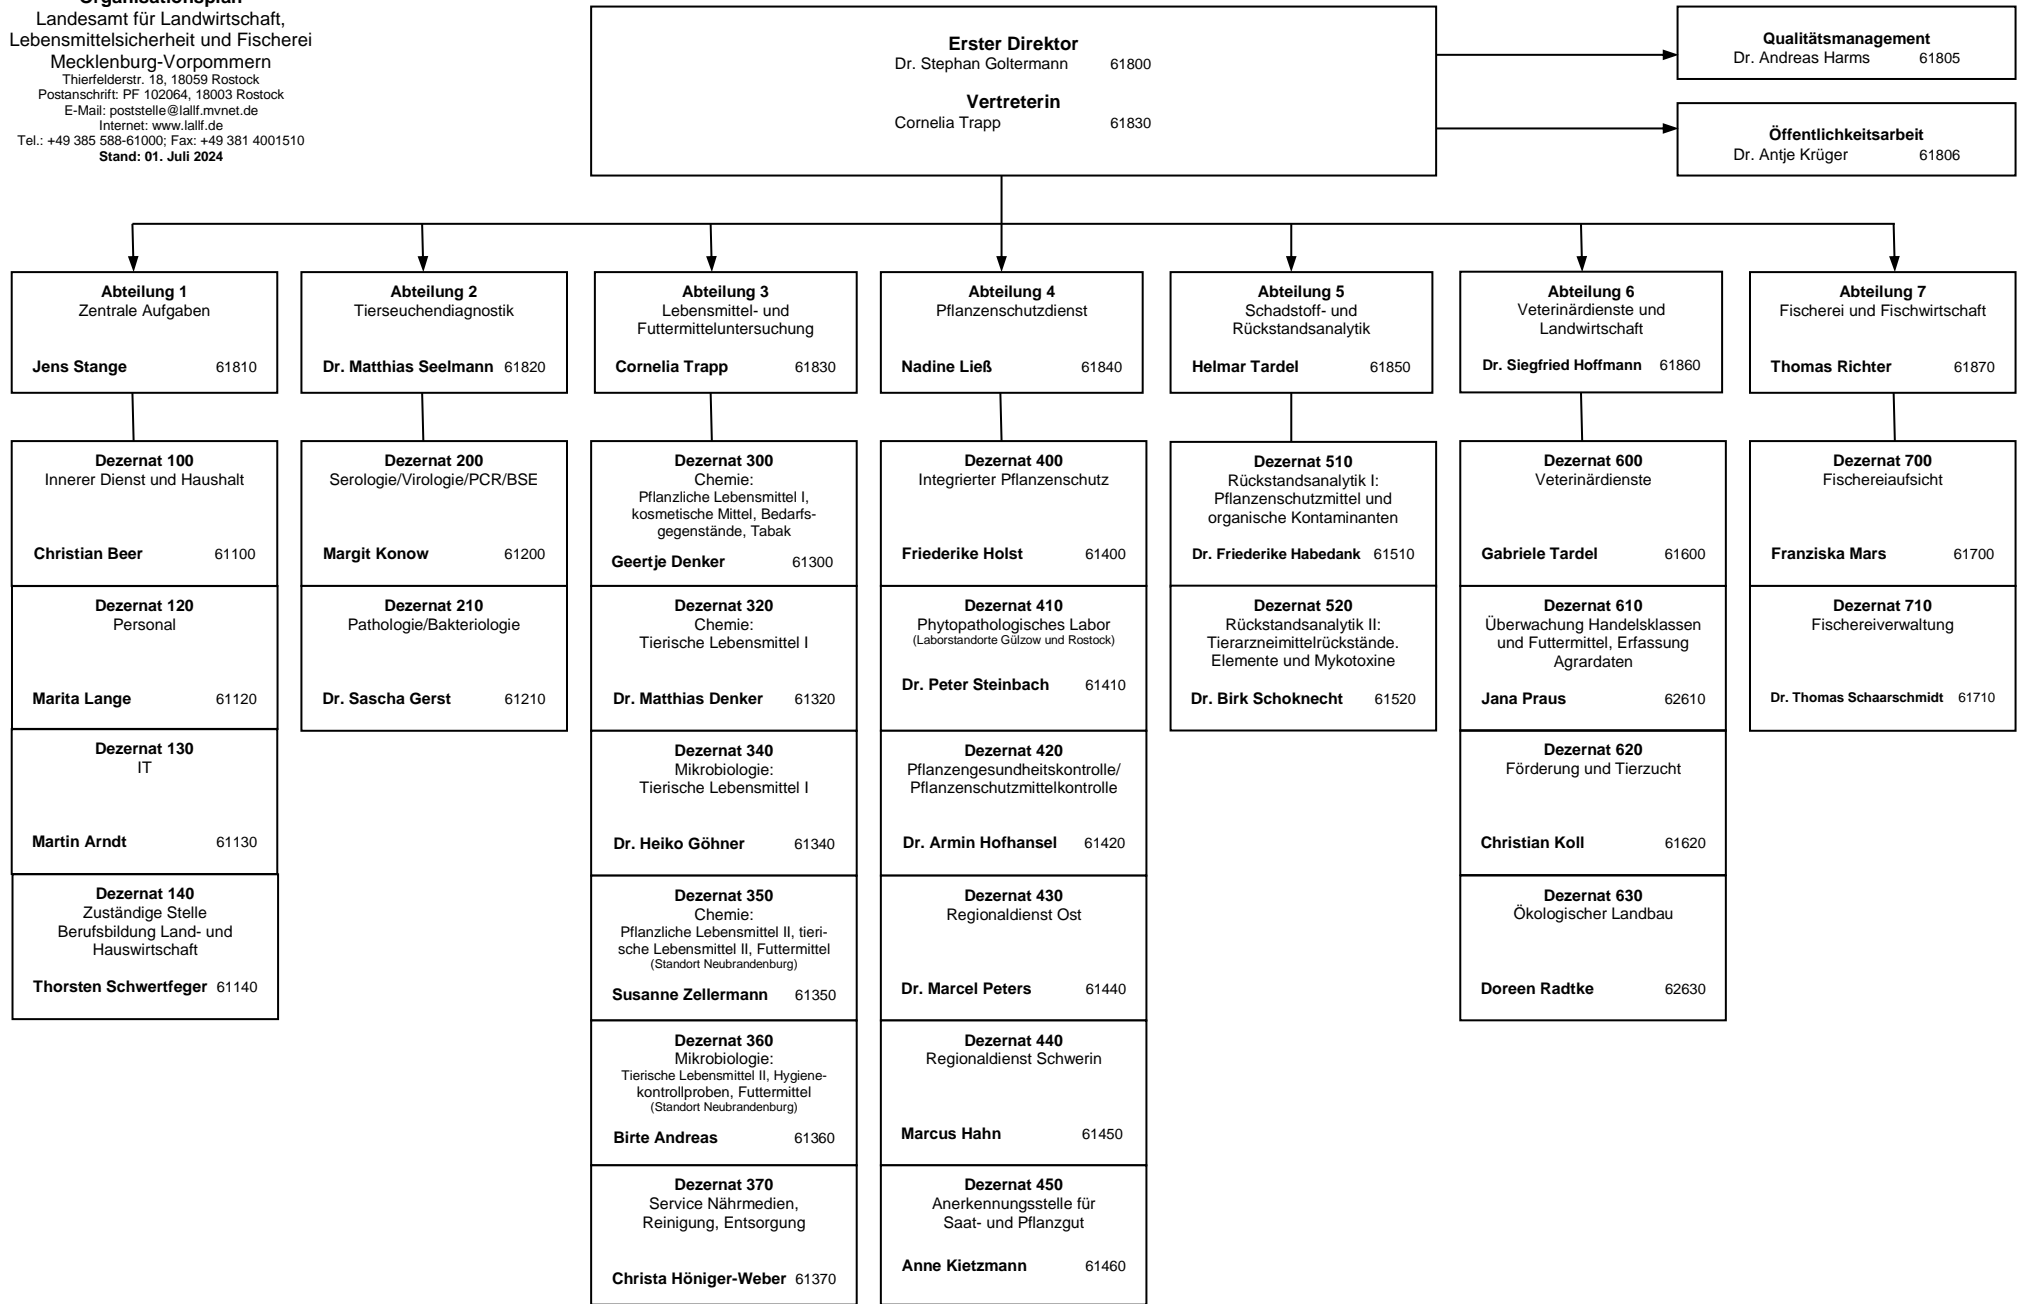 Organisationsplan
Landesamt für Landwirtschaft,
Lebensmittelsicherheit und Fischerei
Mecklenburg-Vorpommern
Thierfelderstr. 18, 18059 Rostock
Postanschrift: PF 102064, 18003 Rostock
E-Mail: poststelle@lallf.mvnet.de
Internet: www.lallf.de
Tel.: +49 385 588-61000; Fax: +49 381 4001510
Stand: 01. Juli 2024
Erster Direktor
Dr. Stephan Goltermann 61800
Vertreterin
Cornelia Trapp 61830
Qualitätsmanagement
Dr. Andreas Harms 61805
Öffentlichkeitsarbeit
Dr. Antje Krüger 61806
Abteilung 1
Zentrale Aufgaben
Jens Stange 61810
Abteilung 2
Tierseuchendiagnostik
Dr. Matthias Seelmann 61820
Abteilung 3
Lebensmittel- und
Futtermitteluntersuchung
Cornelia Trapp 61830
Abteilung 4
Pflanzenschutzdienst
Nadine Ließ 61840
Abteilung 5
Schadstoff- und
Rückstandsanalytik
Helmar Tardel 61850
Abteilung 6
Veterinärdienste und
Landwirtschaft
Dr. Siegfried Hoffmann 61860
Abteilung 7
Fischerei und Fischwirtschaft
Thomas Richter 61870
Dezernat 100
Innerer Dienst und Haushalt
Christian Beer 61100
Dezernat 120
Personal
Marita Lange 61120
Dezernat 130
IT
Martin Arndt 61130
Dezernat 140
Zuständige Stelle
Berufsbildung Land- und
Hauswirtschaft
Thorsten Schwertfeger 61140
Dezernat 200
Serologie/Virologie/PCR/BSE
Margit Konow 61200
Dezernat 210
Pathologie/Bakteriologie
Dr. Sascha Gerst 61210
Dezernat 300
Chemie:
Pflanzliche Lebensmittel I,
kosmetische Mittel, Bedarfs-
gegenstände, Tabak
Geertje Denker 61300
Dezernat 320
Chemie:
Tierische Lebensmittel I
Dr. Matthias Denker 61320
Dezernat 340
Mikrobiologie:
Tierische Lebensmittel I
Dr. Heiko Göhner 61340
Dezernat 350
Chemie:
Pflanzliche Lebensmittel II, tieri-
sche Lebensmittel II, Futtermittel
(Standort Neubrandenburg)
Susanne Zellermann 61350
Dezernat 360
Mikrobiologie:
Tierische Lebensmittel II, Hygiene-
kontrollproben, Futtermittel
(Standort Neubrandenburg)
Birte Andreas 61360
Dezernat 370
Service Nährmedien,
Reinigung, Entsorgung
Christa Höniger-Weber 61370
Dezernat 400
Integrierter Pflanzenschutz
Friederike Holst 61400
Dezernat 410
Phytopathologisches Labor
(Laborstandorte Gülzow und Rostock)
Dr. Peter Steinbach 61410
Dezernat 420
Pflanzengesundheitskontrolle/
Pflanzenschutzmittelkontrolle
Dr. Armin Hofhansel 61420
Dezernat 430
Regionaldienst Ost
Dr. Marcel Peters 61440
Dezernat 440
Regionaldienst Schwerin
Marcus Hahn 61450
Dezernat 450
Anerkennungsstelle für
Saat- und Pflanzgut
Anne Kietzmann 61460
Dezernat 510
Rückstandsanalytik I:
Pflanzenschutzmittel und
organische Kontaminanten
Dr. Friederike Habedank 61510
Dezernat 520
Rückstandsanalytik II:
Tierarzneimittelrückstände.
Elemente und Mykotoxine
Dr. Birk Schoknecht 61520
Dezernat 600
Veterinärdienste
Gabriele Tardel 61600
Dezernat 610
Überwachung Handelsklassen
und Futtermittel, Erfassung
Agrardaten
Jana Praus 62610
Dezernat 620
Förderung und Tierzucht
Christian Koll 61620
Dezernat 630
Ökologischer Landbau
Doreen Radtke 62630
Dezernat 700
Fischereiaufsicht
Franziska Mars 61700
Dezernat 710
Fischereiverwaltung
Dr. Thomas Schaarschmidt 61710